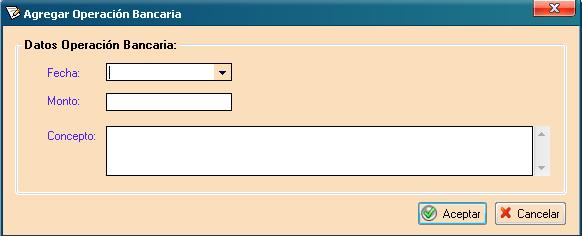 Agregar Operación Bancaria
Datos Operación Bancaria:
Fecha:
Monto:
Concepto:
Aceptar
Cancelar